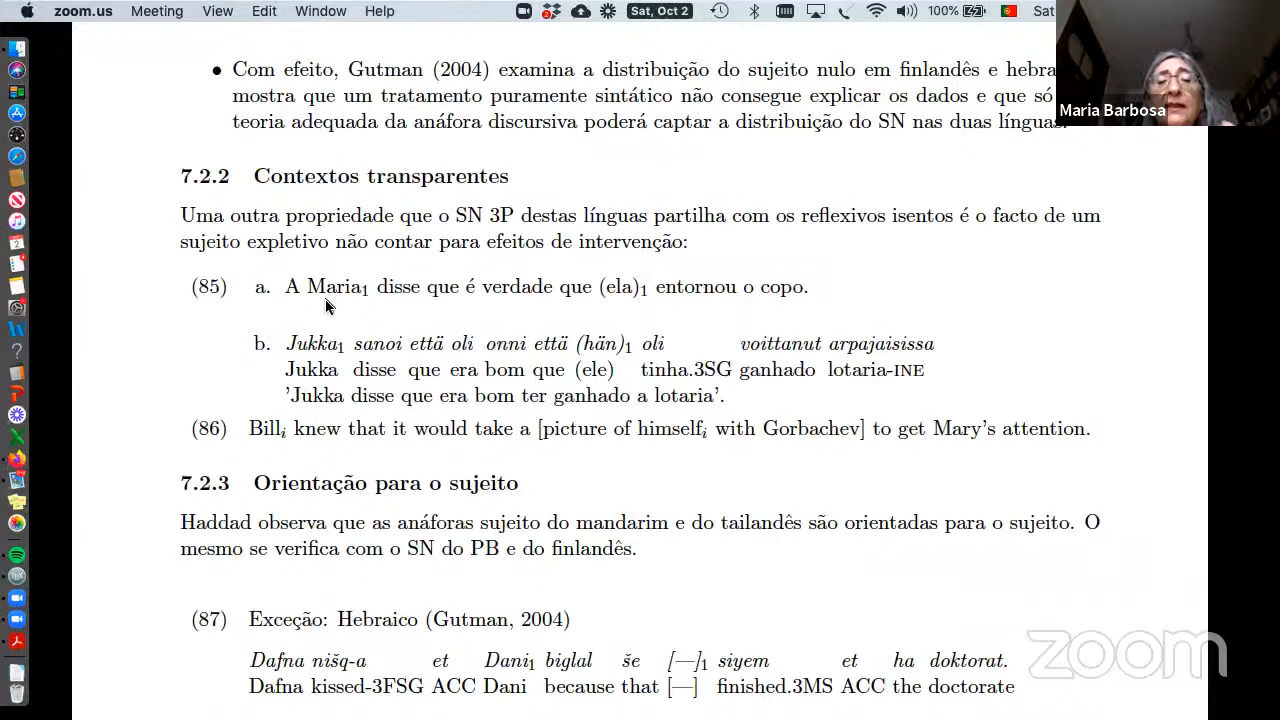 zoom.us Meeting View Edit Window Help Sat, Oct 2 100% Sat
Maria Barbosa
• Com efeito, Gutman (2004) examina a distribuição do sujeito nulo em finlandês e
mostra que um tratamento puramente sintático não consegue explicar os dados e que só
teoria adequada da anáfora discursiva poderá captar a distribuição do SN nas duas línguas.
7.2.2 Contextos transparentes
Uma outra propriedade que o SN 3P destas línguas partilha com os reflexivos isentos é o facto de um
sujeito expletivo não contar para efeitos de intervenção:
(85) a. A Maria₁ disse que é verdade que (ela)₁ entornou o copo.
b. Jukka₁ sanoi että oli onni että (hän)₁ oli voittanut arpajaisissa
Jukka disse que era bom que (ele) tinha.3SG ganhado lotaria-INE
'Jukka disse que era bom ter ganhado a lotaria'.
(86) Billᵢ knew that it would take a [picture of himselfᵢ with Gorbachev] to get Mary's attention.
7.2.3 Orientação para o sujeito
Haddad observa que as anáforas sujeito do mandarim e do tailandês são orientadas para o sujeito. O
mesmo se verifica com o SN do PB e do finlandês.
(87) Exceção: Hebraico (Gutman, 2004)
Dafna nišq-a et Dani₁ biglal še [—]₁ siyem et ha doktorat.
Dafna kissed-3FSG ACC Dani because that [—] finished.3MS ACC the doctorate
zoom